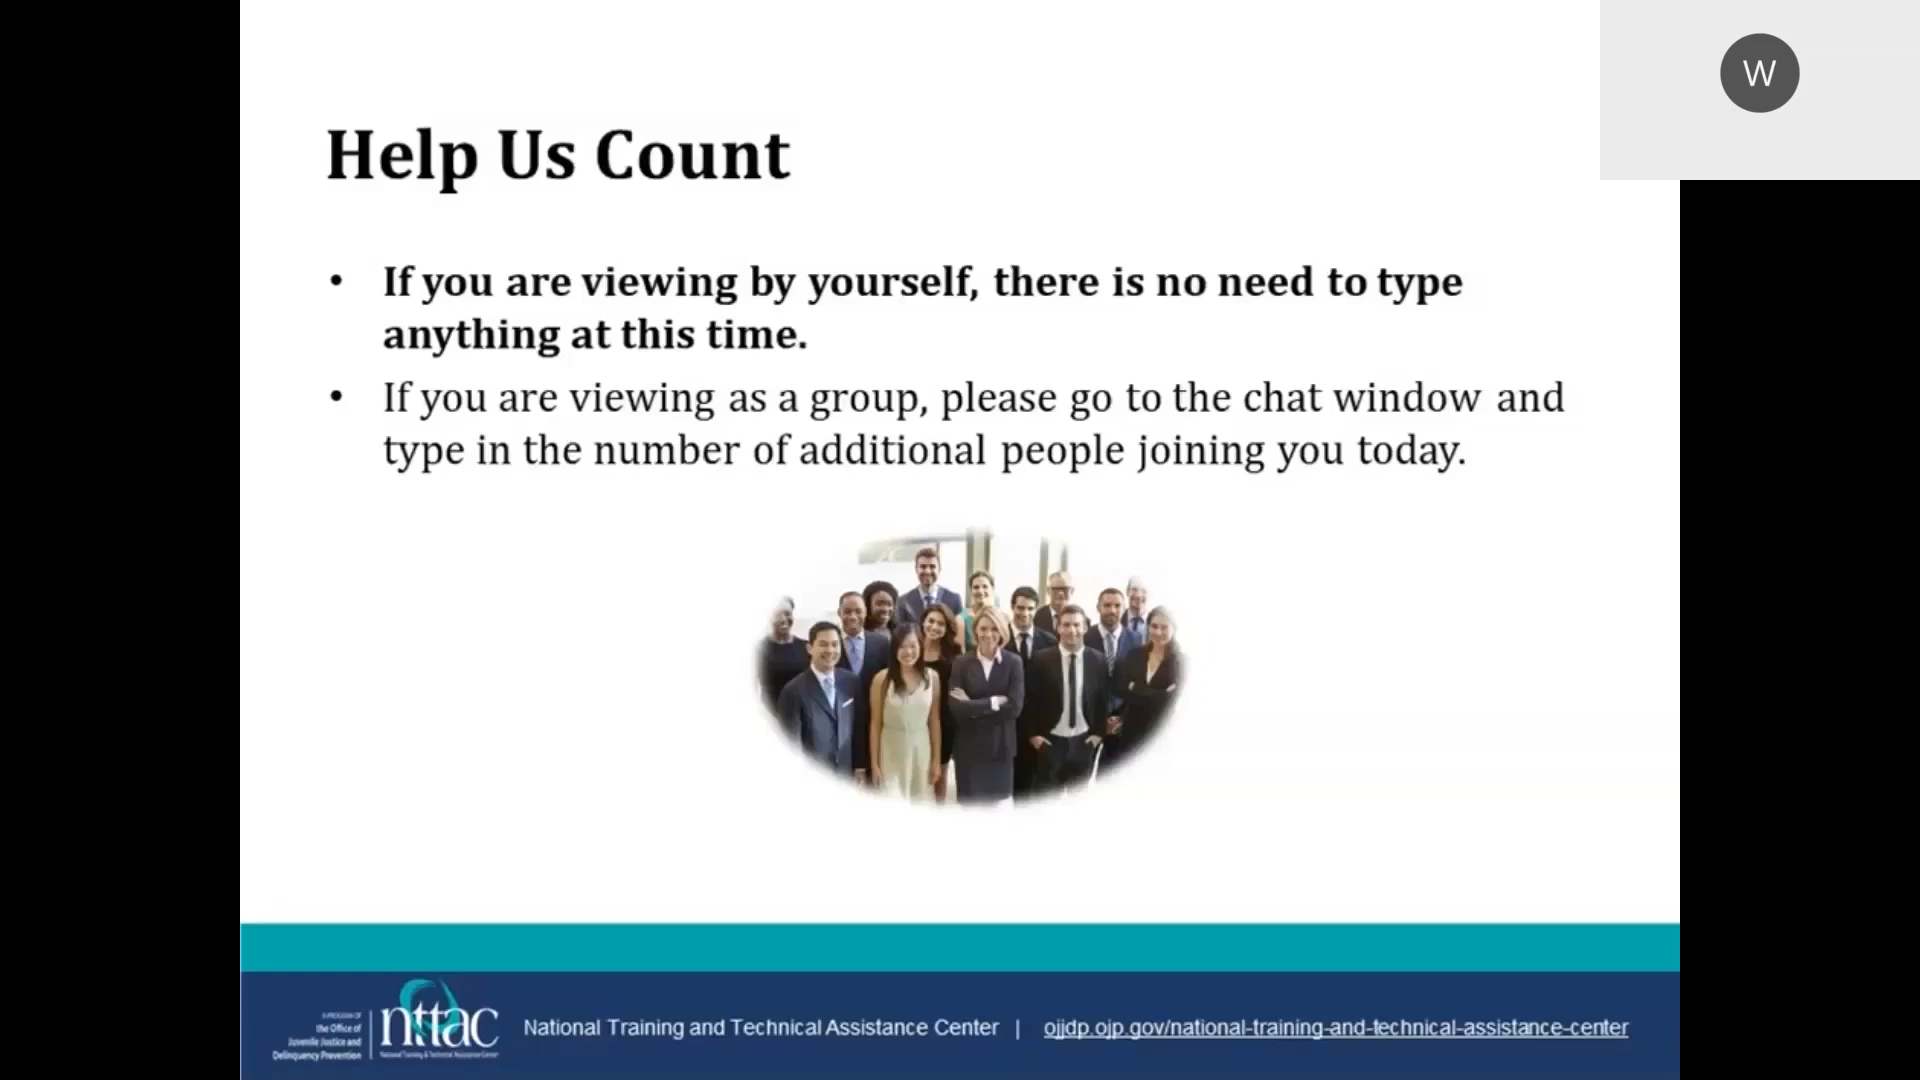 W
Help Us Count
• If you are viewing by yourself, there is no need to type
anything at this time.
• If you are viewing as a group, please go to the chat window and
type in the number of additional people joining you today.
A PROGRAM OF
the Office of
Juvenile Justice and
Delinquency Prevention
nttac
National Training & Technical Assistance Center
National Training and Technical Assistance Center | ojjdp.ojp.gov/national-training-and-technical-assistance-center